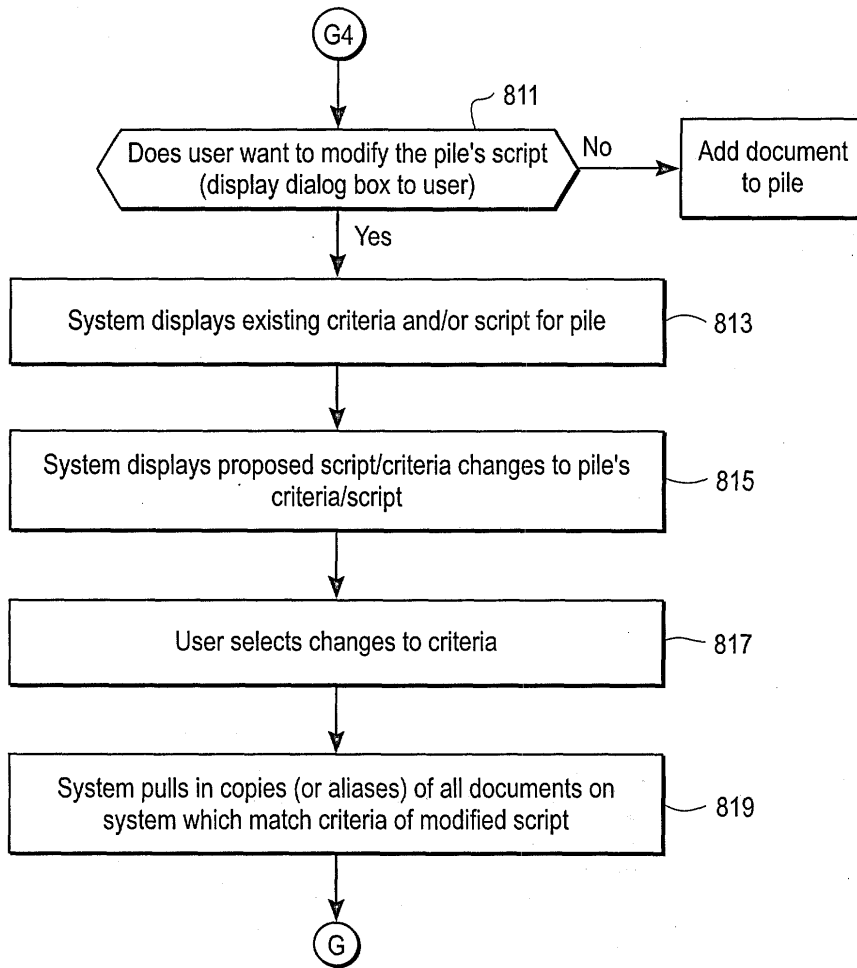 G4
811
Does user want to modify the pile's script
(display dialog box to user)
No
Add document
to pile
Yes
System displays existing criteria and/or script for pile
813
System displays proposed script/criteria changes to pile's
criteria/script
815
User selects changes to criteria
817
System pulls in copies (or aliases) of all documents on
system which match criteria of modified script
819
G